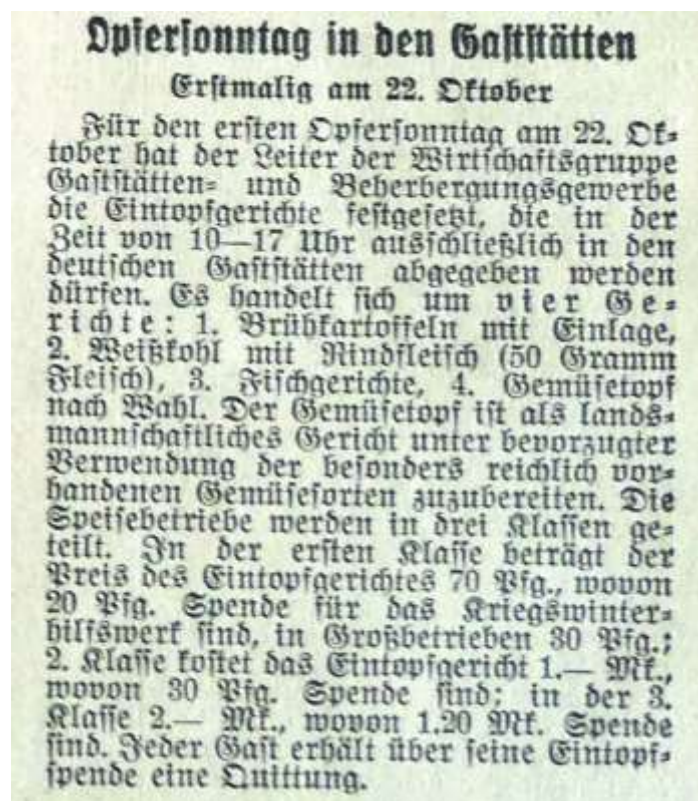 Opfersonntag in den Gaststätten
Erstmalig am 22. Oktober
Für den ersten Opfersonntag am 22. Ok-
tober hat der Leiter der Wirtschaftsgruppe
Gaststätten- und Beherbergungsgewerbe
die Eintopfgerichte festgesetzt, die in der
Zeit von 10—17 Uhr ausschließlich in den
deutschen Gaststätten abgegeben werden
dürfen. Es handelt sich um vier Ge-
richte: 1. Brühkartoffeln mit Einlage,
2. Weißkohl mit Rindfleisch (50 Gramm
Fleisch), 3. Fischgerichte, 4. Gemüsetopf
nach Wahl. Der Gemüsetopf ist als lands-
mannschaftliches Gericht unter bevorzugter
Verwendung der besonders reichlich vor-
handenen Gemüsesorten zuzubereiten. Die
Speisebetriebe werden in drei Klassen ge-
teilt. In der ersten Klasse beträgt der
Preis des Eintopfgerichtes 70 Pfg., wovon
20 Pfg. Spende für das Kriegswinter-
hilfswerk sind, in Großbetrieben 30 Pfg.;
2. Klasse kostet das Eintopfgericht 1.— Mk.,
wovon 30 Pfg. Spende sind; in der 3.
Klasse 2.— Mk., wovon 1.20 Mk. Spende
sind. Jeder Gast erhält über seine Eintopf-
spende eine Quittung.